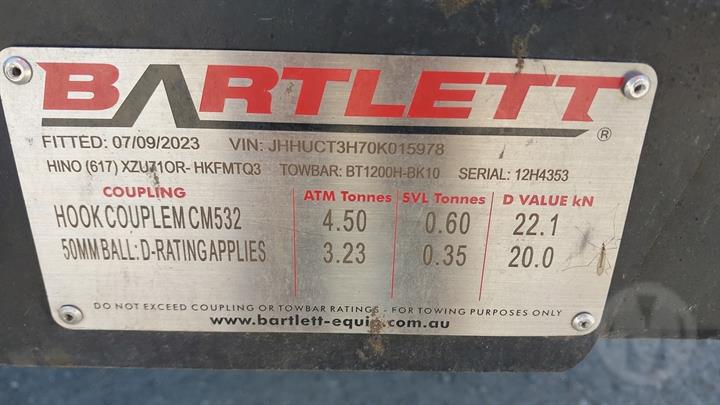 BARTLETT ®
FITTED: 07/09/2023 VIN: JHHUCT3H70K015978
HINO (617) XZU710R- HKFMTQ3 TOWBAR: BT1200H-BK10 SERIAL: 12H4353
COUPLING ATM Tonnes SVL Tonnes D VALUE kN
HOOK COUPLEM CM532 4.50 0.60 22.1
50MM BALL: D-RATING APPLIES 3.23 0.35 20.0
DO NOT EXCEED COUPLING OR TOWBAR RATINGS - FOR TOWING PURPOSES ONLY
www.bartlett-equip.com.au